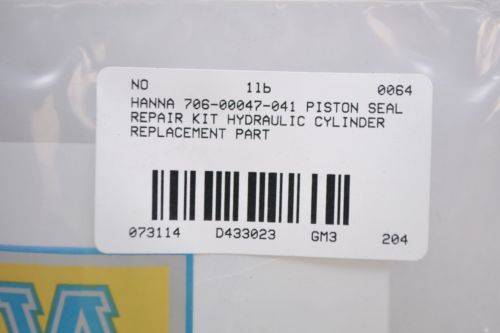 NO 1lb 0064
HANNA 706-00047-041 PISTON SEAL
REPAIR KIT HYDRAULIC CYLINDER
REPLACEMENT PART
073114 D433023 GM3 204